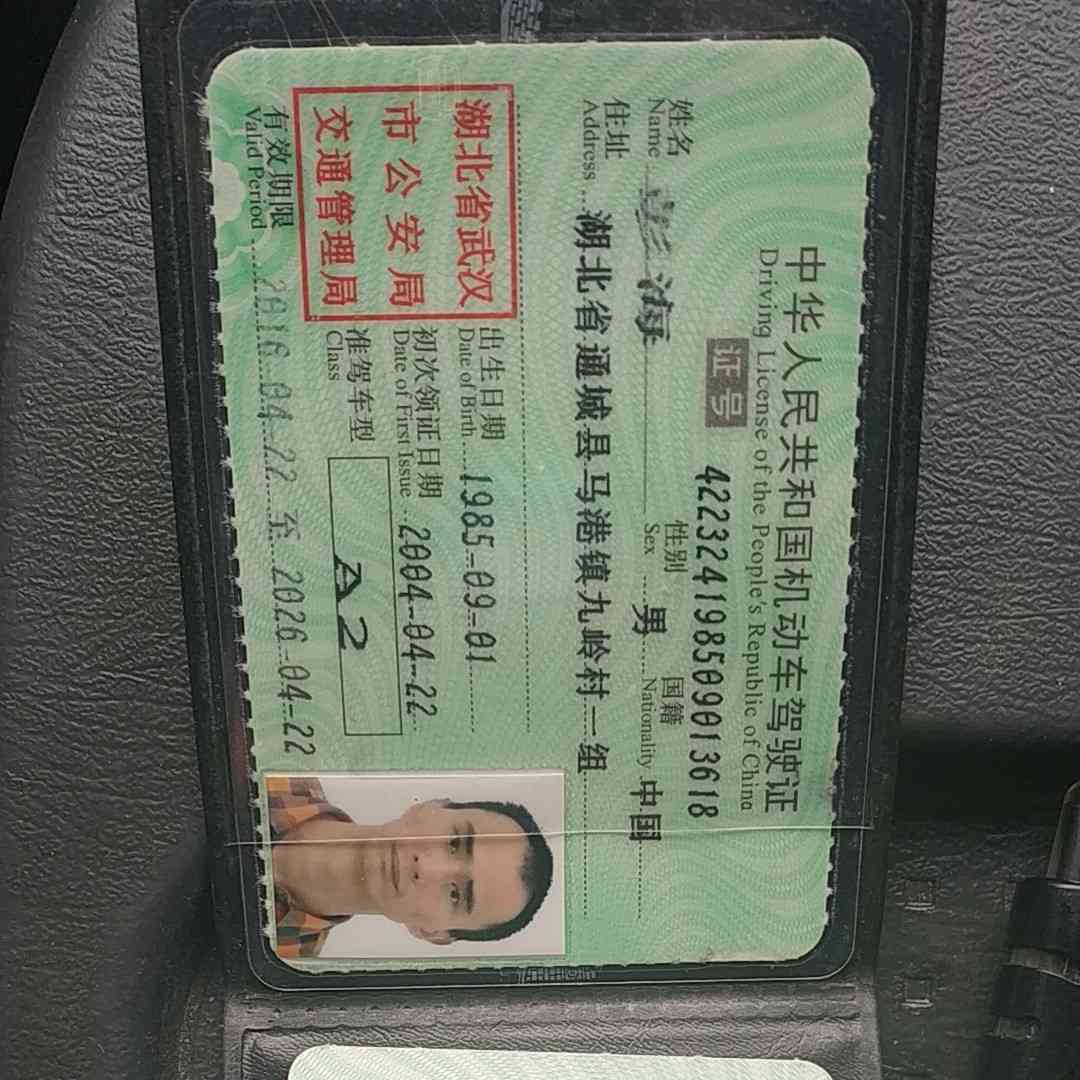 中华人民共和国机动车驾驶证
Driving License of the People's Republic of China
证号 422324198509013618
姓名 彭海 性别 男 国籍 中国
Name Sex Nationality
住址 湖北省通城县马港镇九岭村一组
Address
湖北省武汉
市公安局
交通管理局
出生日期 1985-09-01
Date of Birth
初次领证日期 2004-04-22
Date of First Issue
准驾车型 A2
Class
有效期限 2016-04-22 至 2026-04-22
Valid Period